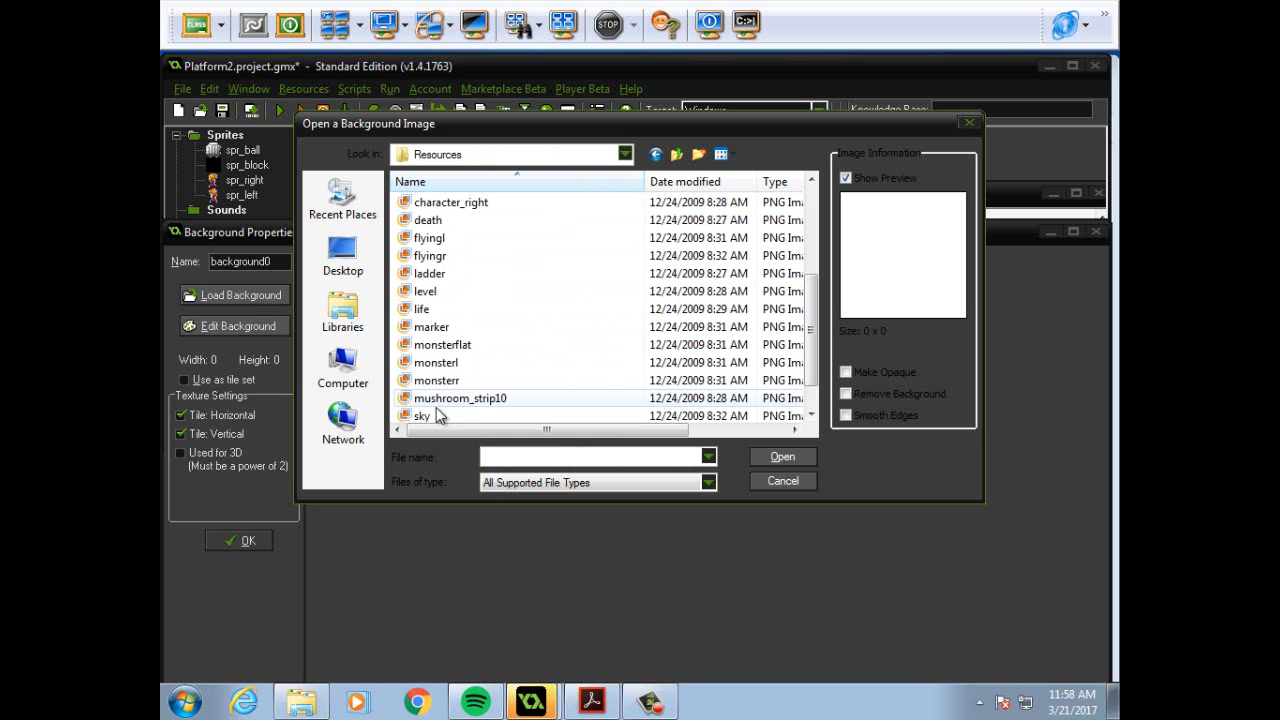 CLASS
STOP
C:\>
Platform2.project.gmx* - Standard Edition (v1.4.1763)
File Edit Window Resources Scripts Run Account Marketplace Beta Player Beta Help
Target: Windows Knowledge Base:
Sprites
spr_ball
spr_block
spr_right
spr_left
Sounds
Background Propertie
Name: background0
Load Background
Edit Background
Width: 0 Height: 0
Use as tile set
Texture Settings
Tile: Horizontal
Tile: Vertical
Used for 3D
(Must be a power of 2)
OK
Open a Background Image
Look in: Resources
Recent Places
Desktop
Libraries
Computer
Network
Name Date modified Type
character_right 12/24/2009 8:28 AM PNG Ima
death 12/24/2009 8:27 AM PNG Ima
flyingl 12/24/2009 8:31 AM PNG Ima
flyingr 12/24/2009 8:32 AM PNG Ima
ladder 12/24/2009 8:27 AM PNG Ima
level 12/24/2009 8:28 AM PNG Ima
life 12/24/2009 8:29 AM PNG Ima
marker 12/24/2009 8:31 AM PNG Ima
monsterflat 12/24/2009 8:31 AM PNG Ima
monsterl 12/24/2009 8:31 AM PNG Ima
monsterr 12/24/2009 8:31 AM PNG Ima
mushroom_strip10 12/24/2009 8:28 AM PNG Ima
sky 12/24/2009 8:32 AM PNG Ima
File name: Open
Files of type: All Supported File Types Cancel
Image Information
Show Preview
Size: 0 x 0
Make Opaque
Remove Background
Smooth Edges
11:58 AM
3/21/2017